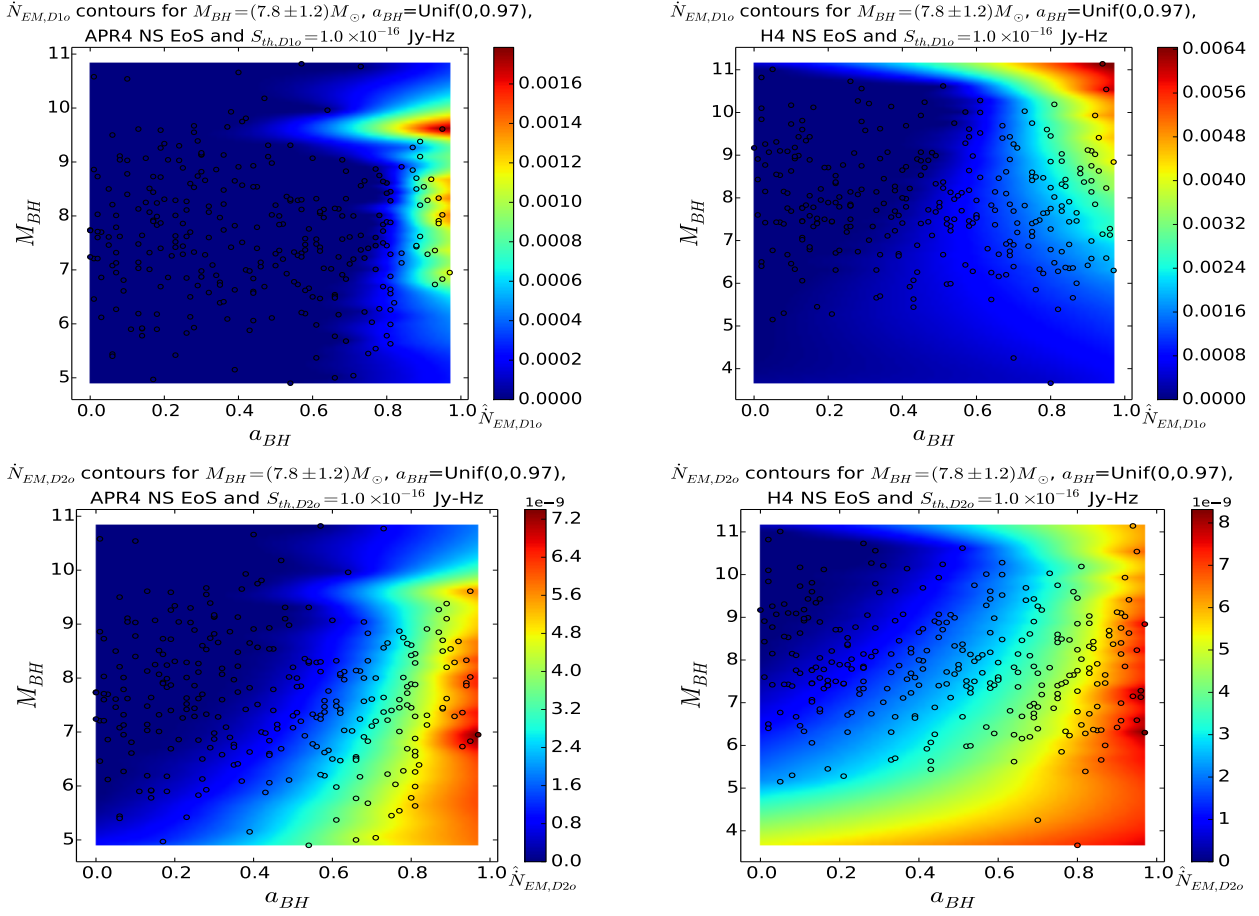 Ṅ_{EM,D1o} contours for M_{BH}=(7.8±1.2)M_⊙, a_{BH}=Unif(0,0.97),
APR4 NS EoS and S_{th,D1o}=1.0×10^{-16} Jy-Hz
11
10
9
8
7
6
5
M_{BH}
0.0 0.2 0.4 0.6 0.8 1.0
a_{BH}
0.0016
0.0014
0.0012
0.0010
0.0008
0.0006
0.0004
0.0002
0.0000
\hat{Ṅ}_{EM,D1o}
Ṅ_{EM,D1o} contours for M_{BH}=(7.8±1.2)M_⊙, a_{BH}=Unif(0,0.97),
H4 NS EoS and S_{th,D1o}=1.0×10^{-16} Jy-Hz
11
10
9
8
7
6
5
4
M_{BH}
0.0 0.2 0.4 0.6 0.8 1.0
a_{BH}
0.0064
0.0056
0.0048
0.0040
0.0032
0.0024
0.0016
0.0008
0.0000
\hat{Ṅ}_{EM,D1o}
Ṅ_{EM,D2o} contours for M_{BH}=(7.8±1.2)M_⊙, a_{BH}=Unif(0,0.97),
APR4 NS EoS and S_{th,D2o}=1.0×10^{-16} Jy-Hz
11
10
9
8
7
6
5
M_{BH}
0.0 0.2 0.4 0.6 0.8 1.0
a_{BH}
1e−9
7.2
6.4
5.6
4.8
4.0
3.2
2.4
1.6
0.8
0.0
\hat{Ṅ}_{EM,D2o}
Ṅ_{EM,D2o} contours for M_{BH}=(7.8±1.2)M_⊙, a_{BH}=Unif(0,0.97),
H4 NS EoS and S_{th,D2o}=1.0×10^{-16} Jy-Hz
11
10
9
8
7
6
5
4
M_{BH}
0.0 0.2 0.4 0.6 0.8 1.0
a_{BH}
1e−9
8
7
6
5
4
3
2
1
0
\hat{Ṅ}_{EM,D2o}